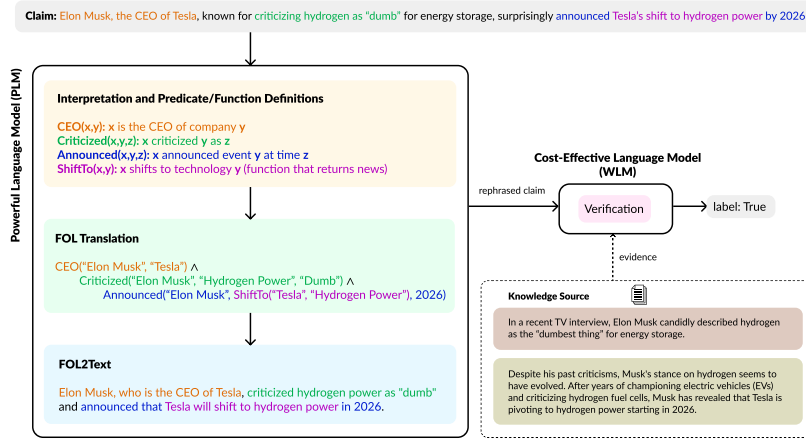 Claim: Elon Musk, the CEO of Tesla, known for criticizing hydrogen as “dumb” for energy storage, surprisingly announced Tesla’s shift to hydrogen power by 2026
Powerful Language Model (PLM)
Interpretation and Predicate/Function Definitions
CEO(x,y): x is the CEO of company y
Criticized(x,y,z): x criticized y as z
Announced(x,y,z): x announced event y at time z
ShiftTo(x,y): x shifts to technology y (function that returns news)
FOL Translation
CEO(“Elon Musk”, “Tesla”) ∧
Criticized(“Elon Musk”, “Hydrogen Power”, “Dumb”) ∧
Announced(“Elon Musk”, ShiftTo(“Tesla”, “Hydrogen Power”), 2026)
FOL2Text
Elon Musk, who is the CEO of Tesla, criticized hydrogen power as "dumb"
and announced that Tesla will shift to hydrogen power in 2026.
rephrased claim
Cost-Effective Language Model
(WLM)
Verification
label: True
evidence
Knowledge Source
In a recent TV interview, Elon Musk candidly described hydrogen
as the “dumbest thing” for energy storage.
Despite his past criticisms, Musk's stance on hydrogen seems to
have evolved. After years of championing electric vehicles (EVs)
and criticizing hydrogen fuel cells, Musk has revealed that Tesla is
pivoting to hydrogen power starting in 2026.